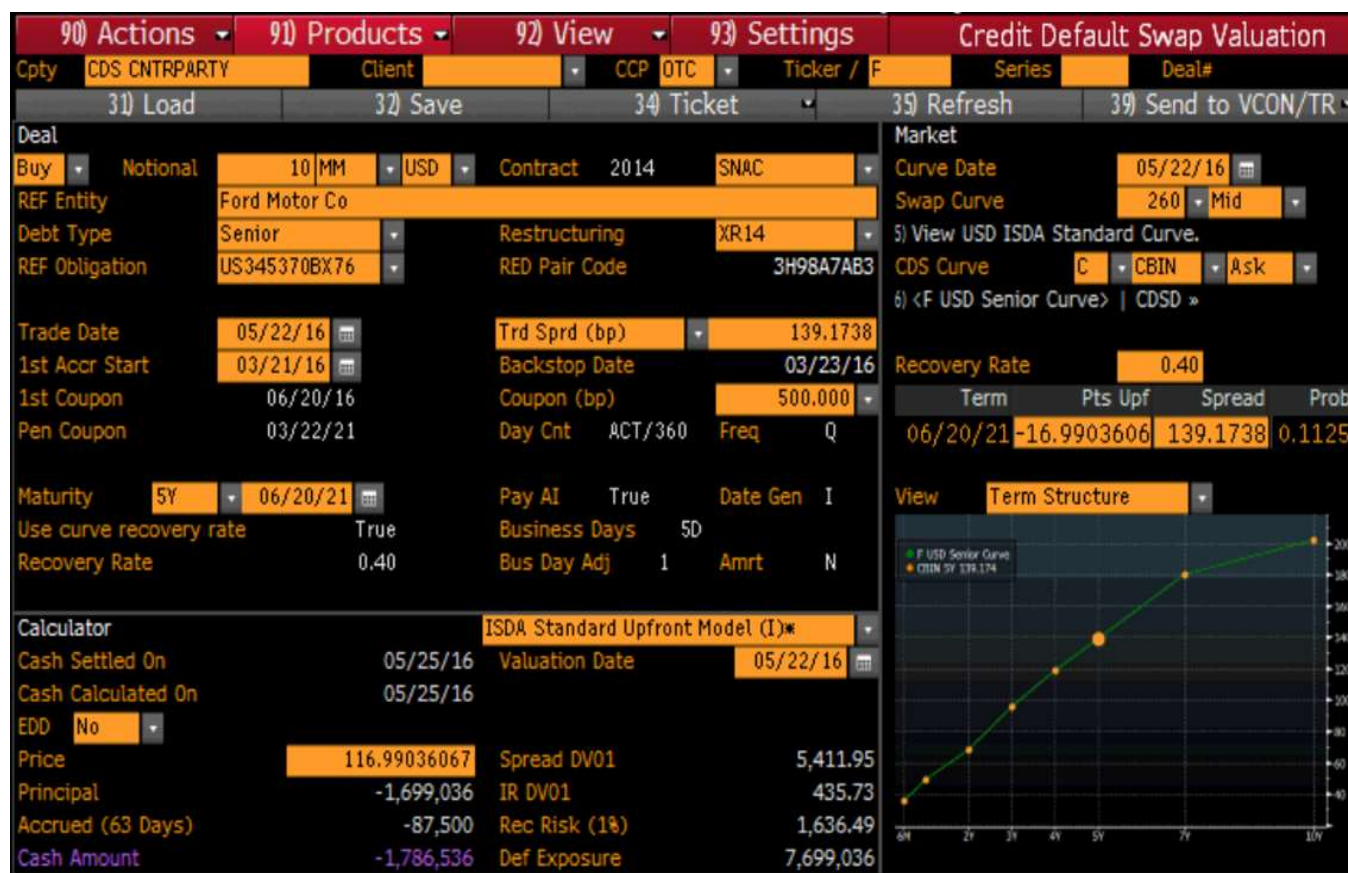 90) Actions 91) Products 92) View 93) Settings Credit Default Swap Valuation
Cpty CDS CNTRPARTY Client CCP OTC Ticker / F Series Deal#
31) Load 32) Save 34) Ticket 35) Refresh 39) Send to VCON/TR
Deal
Buy Notional 10 MM USD Contract 2014 SNAC
REF Entity Ford Motor Co
Debt Type Senior Restructuring XR14
REF Obligation US345370BX76 RED Pair Code 3H98A7AB3
Trade Date 05/22/16 Trd Sprd (bp) 139.1738
1st Accr Start 03/21/16 Backstop Date 03/23/16
1st Coupon 06/20/16 Coupon (bp) 500.000
Pen Coupon 03/22/21 Day Cnt ACT/360 Freq Q
Maturity 5Y 06/20/21 Pay AI True Date Gen I
Use curve recovery rate True Business Days 5D
Recovery Rate 0.40 Bus Day Adj 1 Amrt N
Market
Curve Date 05/22/16
Swap Curve 260 Mid
5) View USD ISDA Standard Curve.
CDS Curve C CBIN Ask
6) <F USD Senior Curve> | CDSD »
Recovery Rate 0.40
Term Pts Upf Spread Prob
06/20/21 -16.9903606 139.1738 0.1125
View Term Structure
F USD Senior Curve
CBIN 5Y 139.174
200
180
160
140
120
100
80
60
40
6M 2Y 3Y 4Y 5Y 7Y 10Y
Calculator ISDA Standard Upfront Model (I)*
Cash Settled On 05/25/16 Valuation Date 05/22/16
Cash Calculated On 05/25/16
EDD No
Price 116.99036067 Spread DV01 5,411.95
Principal -1,699,036 IR DV01 435.73
Accrued (63 Days) -87,500 Rec Risk (1%) 1,636.49
Cash Amount -1,786,536 Def Exposure 7,699,036